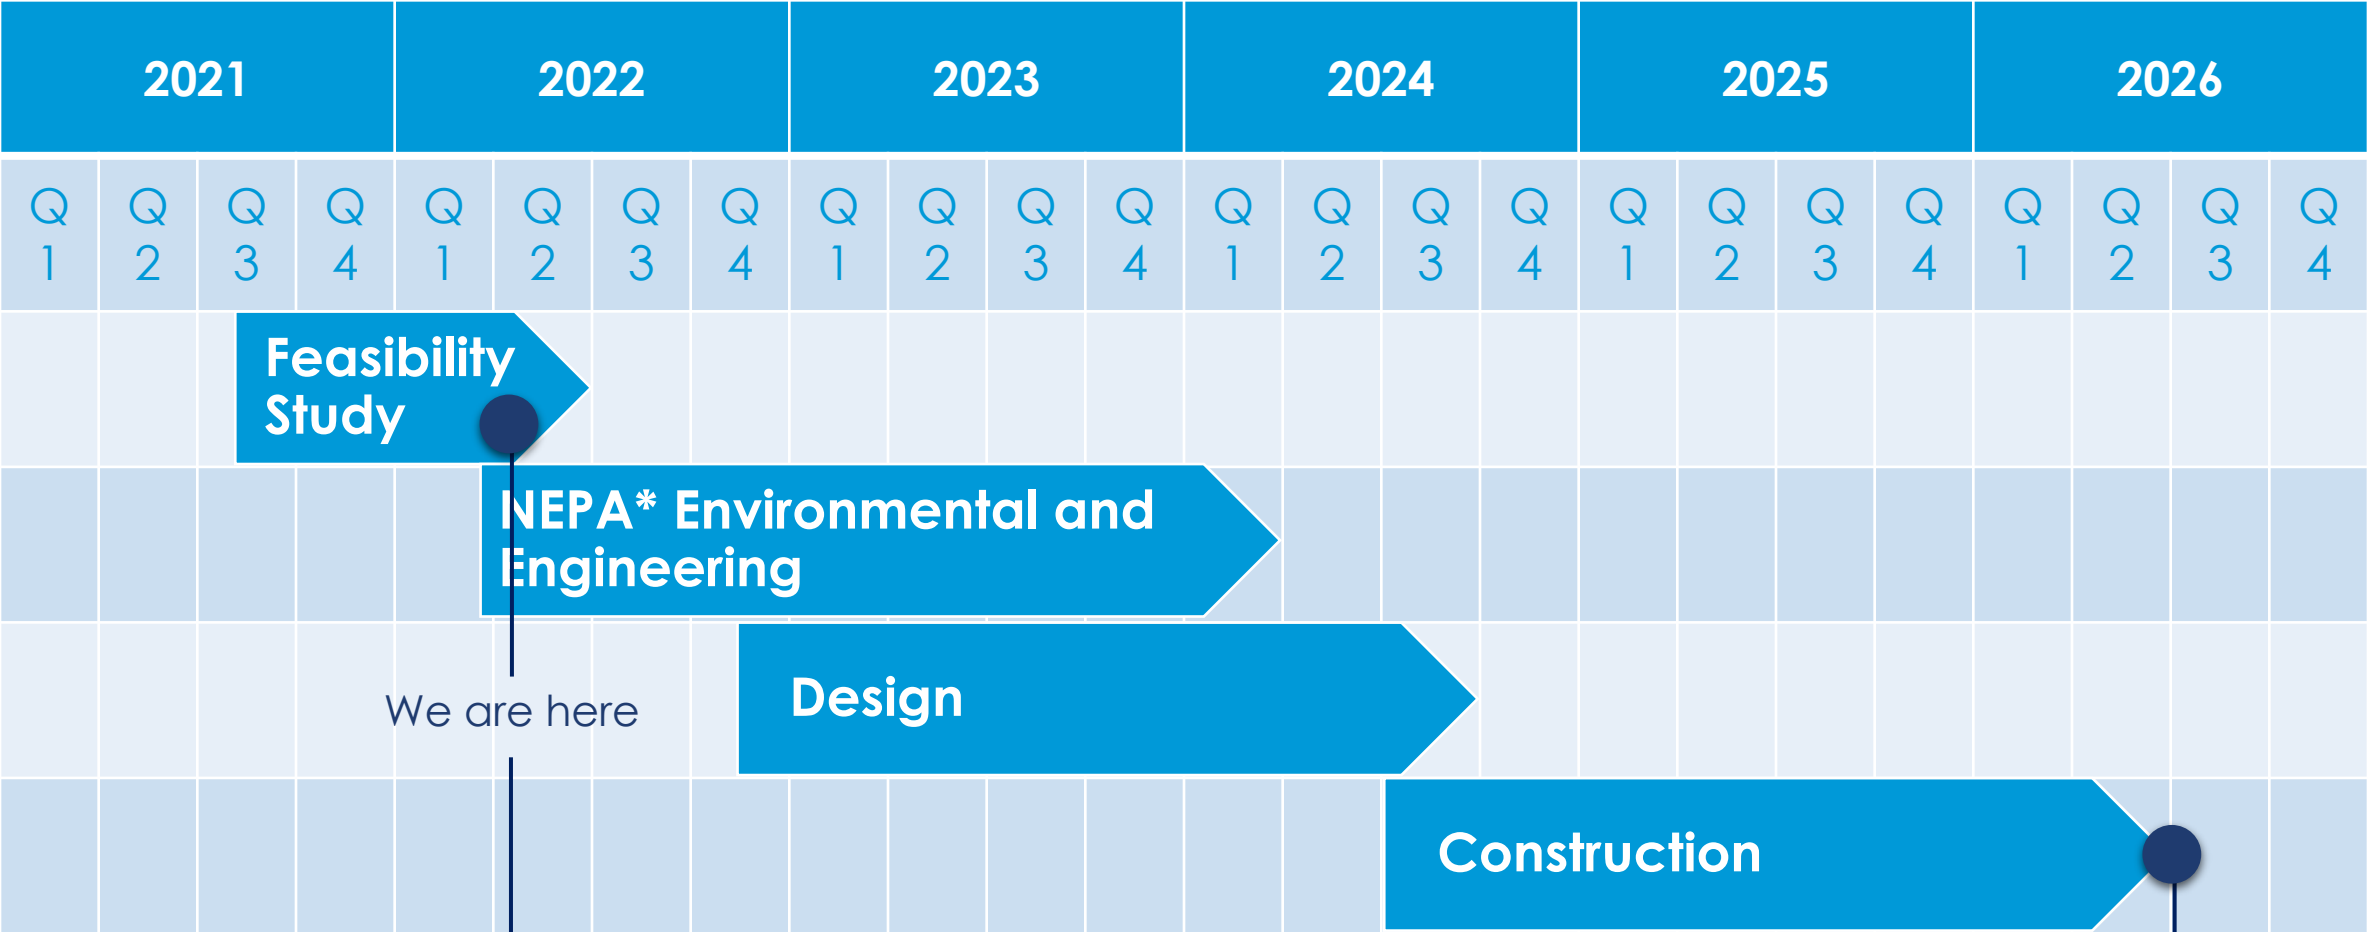 2021 2022 2023 2024 2025 2026
Q Q Q Q Q Q Q Q Q Q Q Q Q Q Q Q Q Q Q Q Q Q Q Q
1 2 3 4 1 2 3 4 1 2 3 4 1 2 3 4 1 2 3 4 1 2 3 4
Feasibility
Study
NEPA* Environmental and
Engineering
We are here
Design
Construction